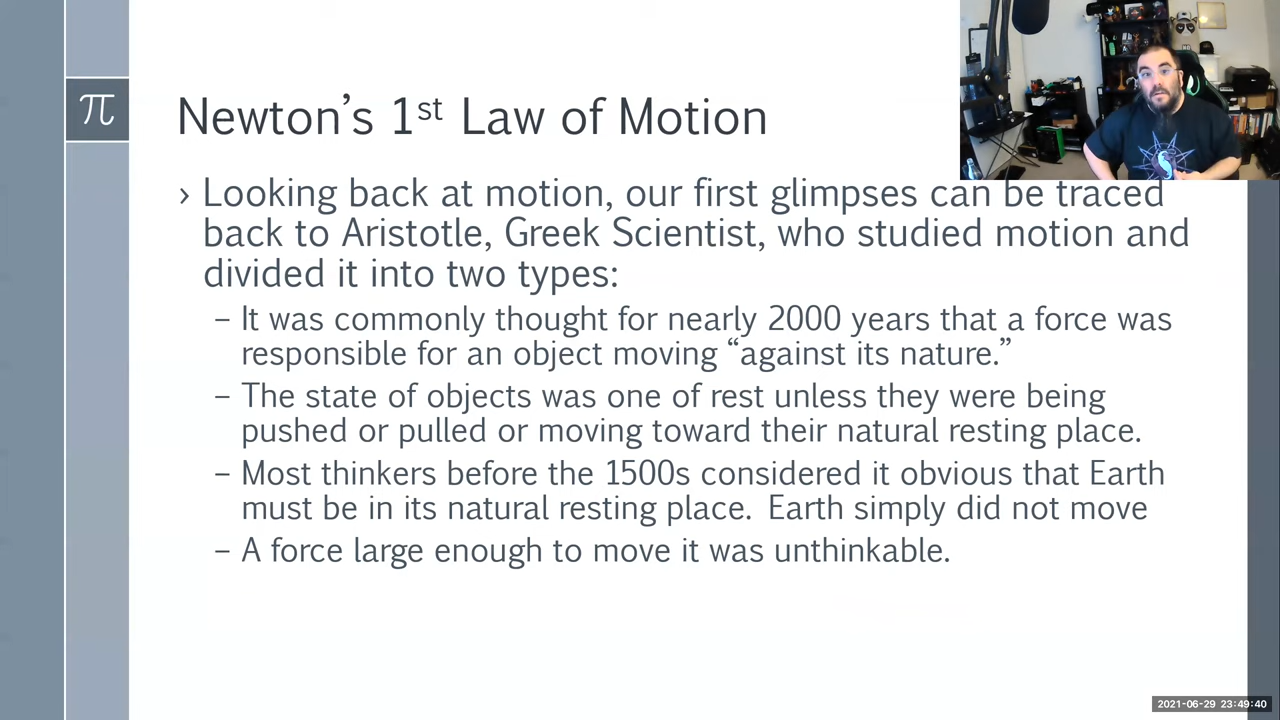 π
Newton’s 1st Law of Motion
› Looking back at motion, our first glimpses can be traced
back to Aristotle, Greek Scientist, who studied motion and
divided it into two types:
– It was commonly thought for nearly 2000 years that a force was
responsible for an object moving “against its nature.”
– The state of objects was one of rest unless they were being
pushed or pulled or moving toward their natural resting place.
– Most thinkers before the 1500s considered it obvious that Earth
must be in its natural resting place. Earth simply did not move
– A force large enough to move it was unthinkable.
2021-06-29 23:49:40